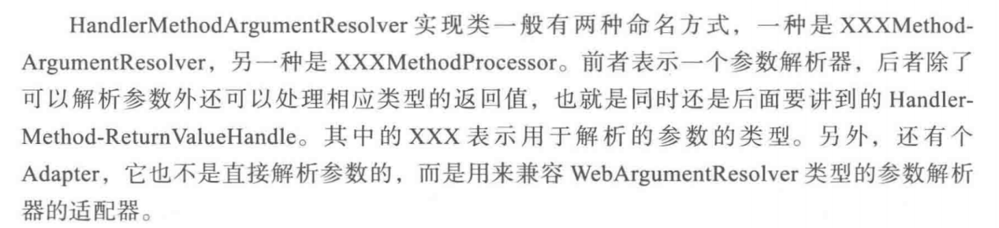 HandlerMethodArgumentResolver 实现类一般有两种命名方式，一种是 XXXMethod-
ArgumentResolver，另一种是 XXXMethodProcessor。前者表示一个参数解析器，后者除了
可以解析参数外还可以处理相应类型的返回值，也就是同时还是后面要讲到的 Handler-
Method-ReturnValueHandle。其中的 XXX 表示用于解析的参数的类型。另外，还有个
Adapter，它也不是直接解析参数的，而是用来兼容 WebArgumentResolver 类型的参数解析
器的适配器。